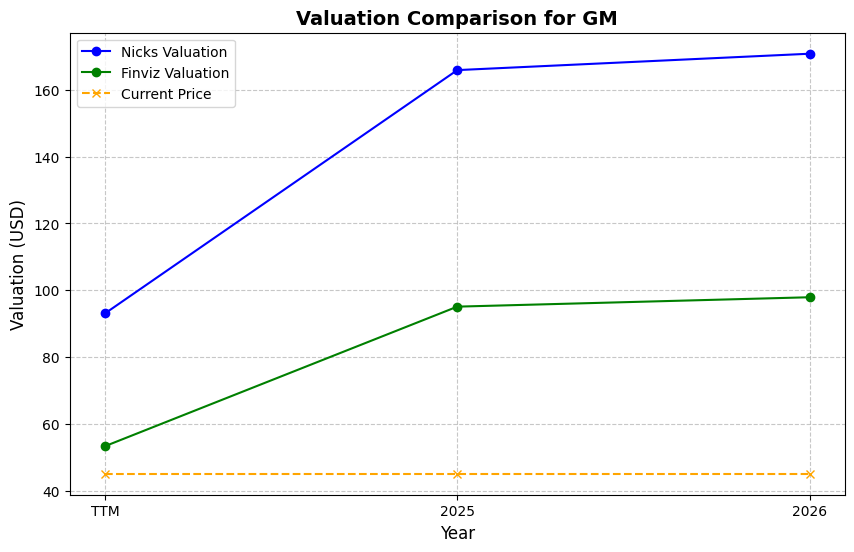 Valuation Comparison for GM
Nicks Valuation
Finviz Valuation
Current Price
Valuation (USD)
160
140
120
100
80
60
40
TTM
2025
2026
Year